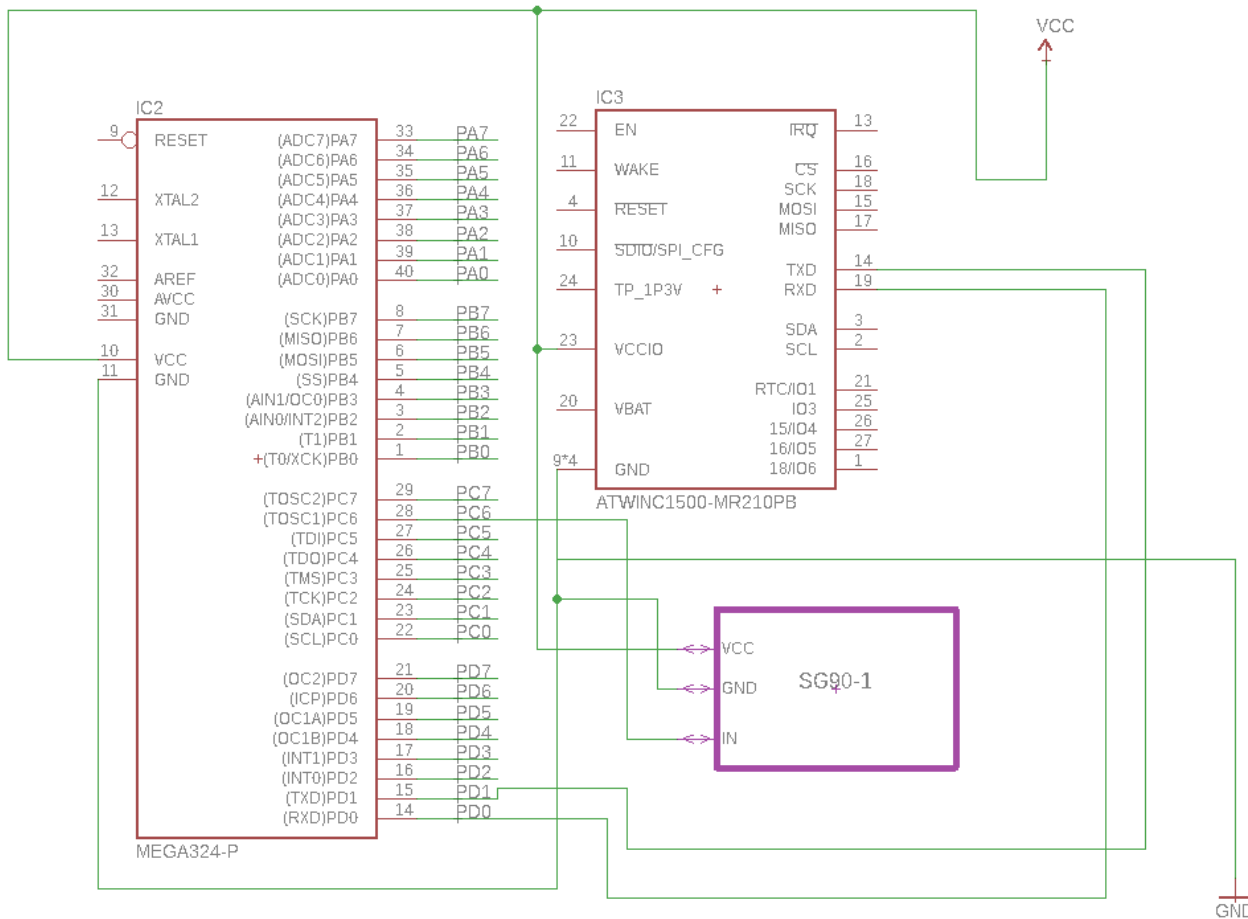 VCC
IC2
9 RESET (ADC7)PA7 33 PA7
(ADC6)PA6 34 PA6
(ADC5)PA5 35 PA5
12 XTAL2 (ADC4)PA4 36 PA4
(ADC3)PA3 37 PA3
13 XTAL1 (ADC2)PA2 38 PA2
(ADC1)PA1 39 PA1
32 AREF (ADC0)PA0 40 PA0
30 AVCC
31 GND (SCK)PB7 8 PB7
(MISO)PB6 7 PB6
10 VCC (MOSI)PB5 6 PB5
11 GND (SS)PB4 5 PB4
(AIN1/OC0)PB3 4 PB3
(AIN0/INT2)PB2 3 PB2
(T1)PB1 2 PB1
(T0/XCK)PB0 1 PB0
(TOSC2)PC7 29 PC7
(TOSC1)PC6 28 PC6
(TDI)PC5 27 PC5
(TDO)PC4 26 PC4
(TMS)PC3 25 PC3
(TCK)PC2 24 PC2
(SDA)PC1 23 PC1
(SCL)PC0 22 PC0
(OC2)PD7 21 PD7
(ICP)PD6 20 PD6
(OC1A)PD5 19 PD5
(OC1B)PD4 18 PD4
(INT1)PD3 17 PD3
(INT0)PD2 16 PD2
(TXD)PD1 15 PD1
(RXD)PD0 14 PD0
MEGA324-P
IC3
22 EN IRQ 13
11 WAKE CS 16
SCK 18
4 RESET MOSI 15
MISO 17
10 SDIO/SPI_CFG
TXD 14
24 TP_1P3V RXD 19
SDA 3
23 VCCIO SCL 2
RTC/IO1 21
20 VBAT IO3 25
15/IO4 26
16/IO5 27
9*4 GND 18/IO6 1
ATWINC1500-MR210PB
VCC
SG90-1
GND
IN
GND